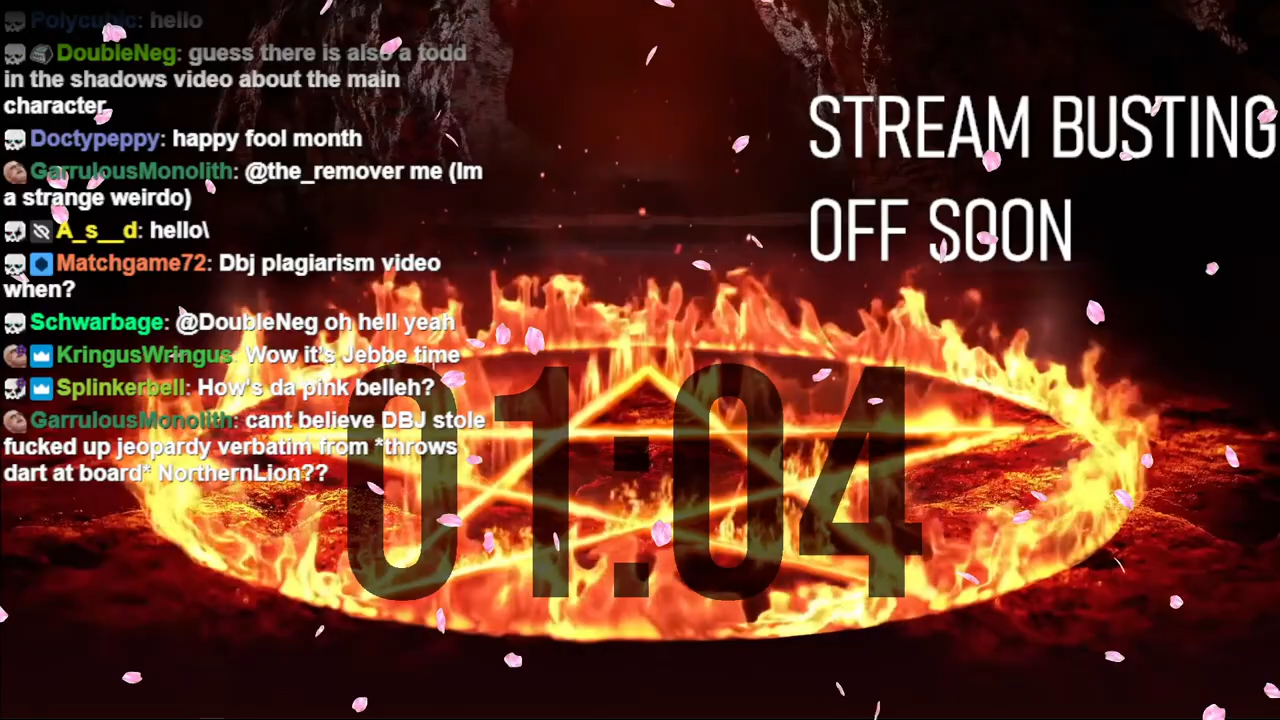 Polycubic: hello
DoubleNeg: guess there is also a todd
in the shadows video about the main
character
STREAM BUSTING
OFF SOON
Doctypeppy: happy fool month
GarrulousMonolith: @the_remover me (Im
a strange weirdo)
A_s__d: hello\
Matchgame72: Dbj plagiarism video
when?
Schwarbage: @DoubleNeg oh hell yeah
KringusWringus: Wow it's Jebbe time
Splinkerbell: How's da pink belleh?
GarrulousMonolith: cant believe DBJ stole
fucked up jeopardy verbatim from *throws
dart at board* NorthernLion??
01:04